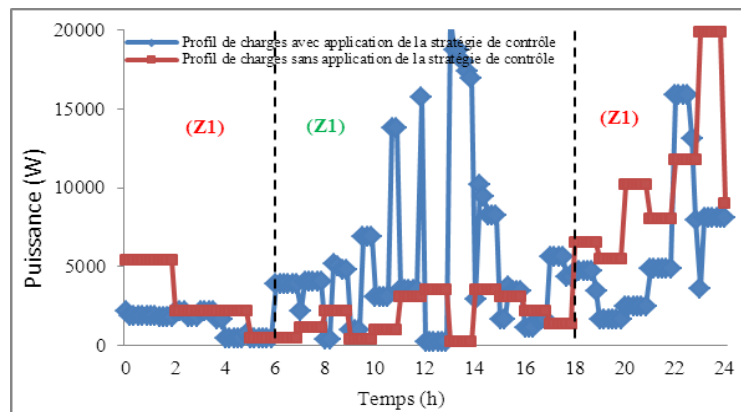 20000
Profil de charges avec application de la stratégie de contrôle
Profil de charges sans application de la stratégie de contrôle
15000
(Z1)
(Z1)
(Z1)
10000
5000
0
Puissance (W)
0 2 4 6 8 10 12 14 16 18 20 22 24
Temps (h)